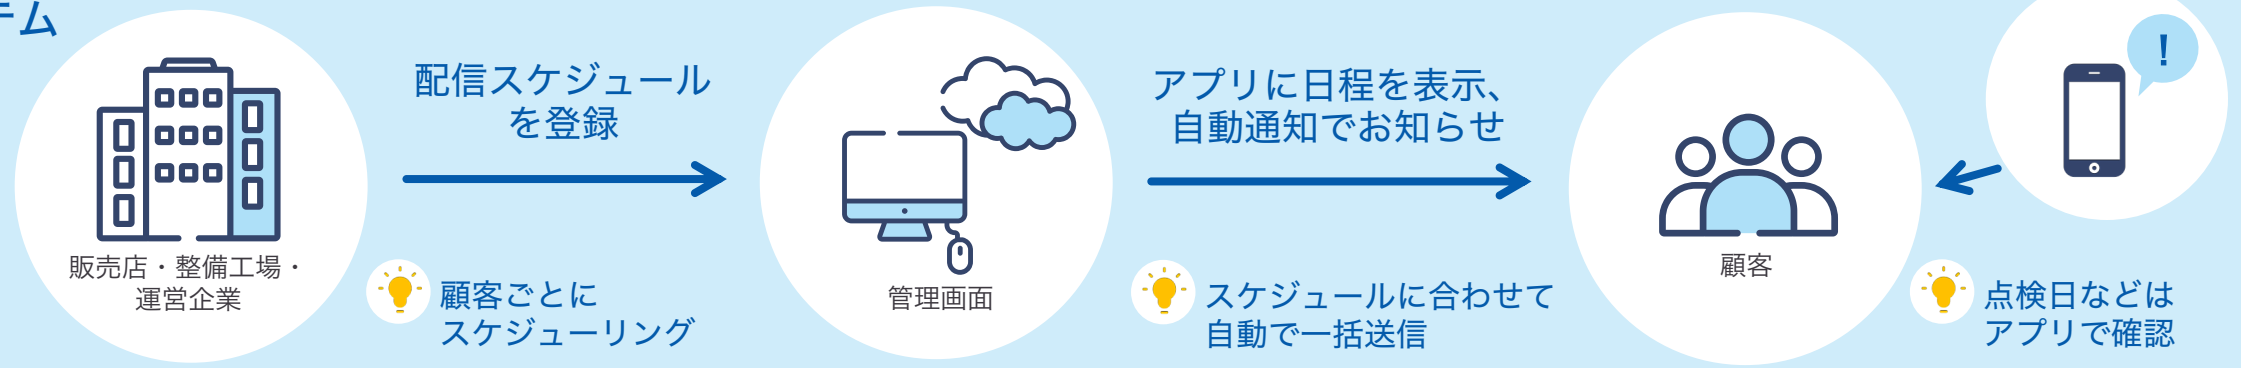 テム
配信スケジュール
を登録
アプリに日程を表示、
自動通知でお知らせ
!
販売店・整備工場・
運営企業
管理画面
顧客
顧客ごとに
スケジューリング
スケジュールに合わせて
自動で一括送信
点検日などは
アプリで確認